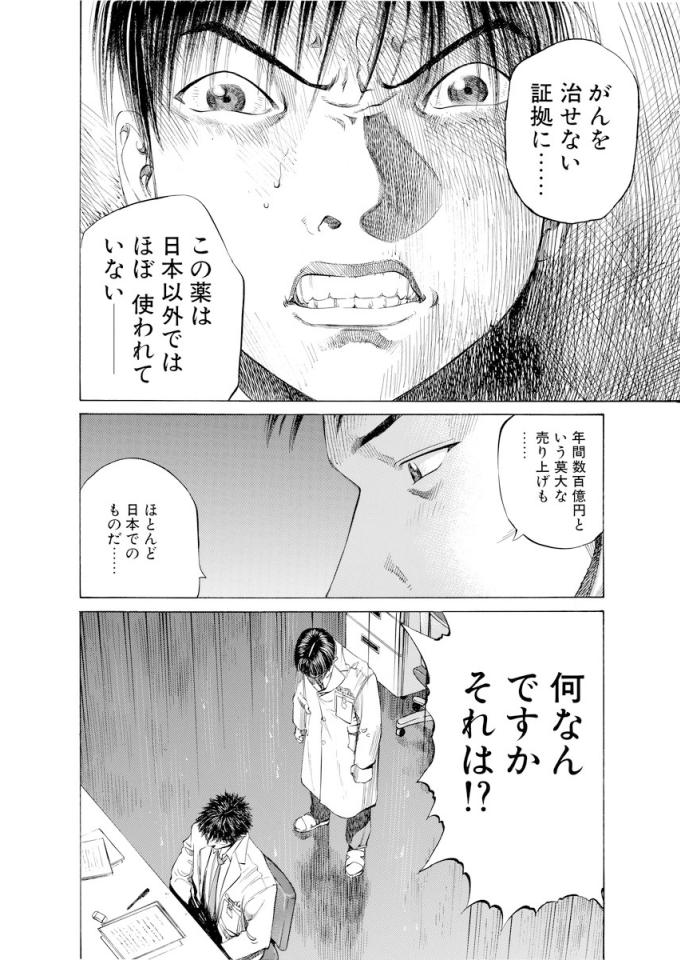 がんを
治せない
証拠に……
この薬は
日本以外では
ほぼ 使われて
いない――
年間数百億円と
いう莫大な
売り上げも
……
ほとんど
日本での
ものだ……
何なん
ですか
それは!?